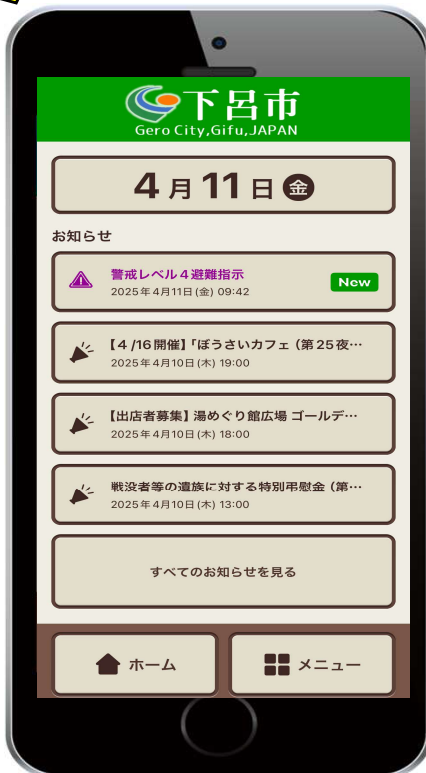 下呂市
Gero City,Gifu,JAPAN
4月11日 金
お知らせ
警戒レベル4避難指示
2025年4月11日(金) 09:42
New
【4/16開催】「ぼうさいカフェ（第25夜…
2025年4月10日(木) 19:00
【出店者募集】湯めぐり館広場 ゴールデ…
2025年4月10日(木) 18:00
戦没者等の遺族に対する特別弔慰金（第…
2025年4月10日(木) 13:00
すべてのお知らせを見る
ホーム
メニュー